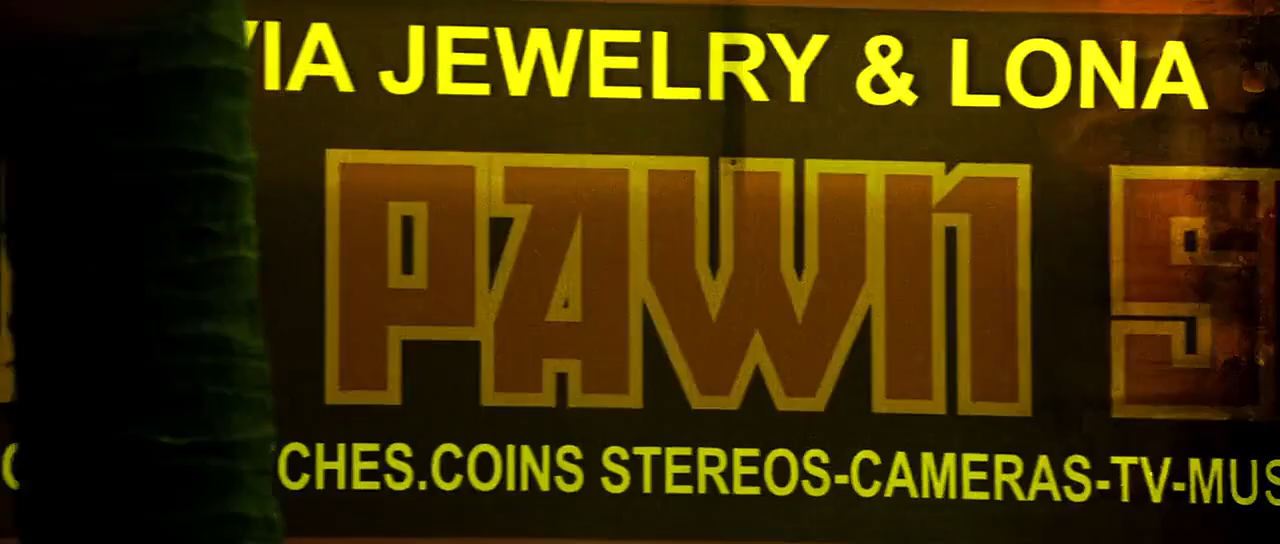 VIA JEWELRY & LONA
PAWN S
CHES.COINS STEREOS-CAMERAS-TV-MUS